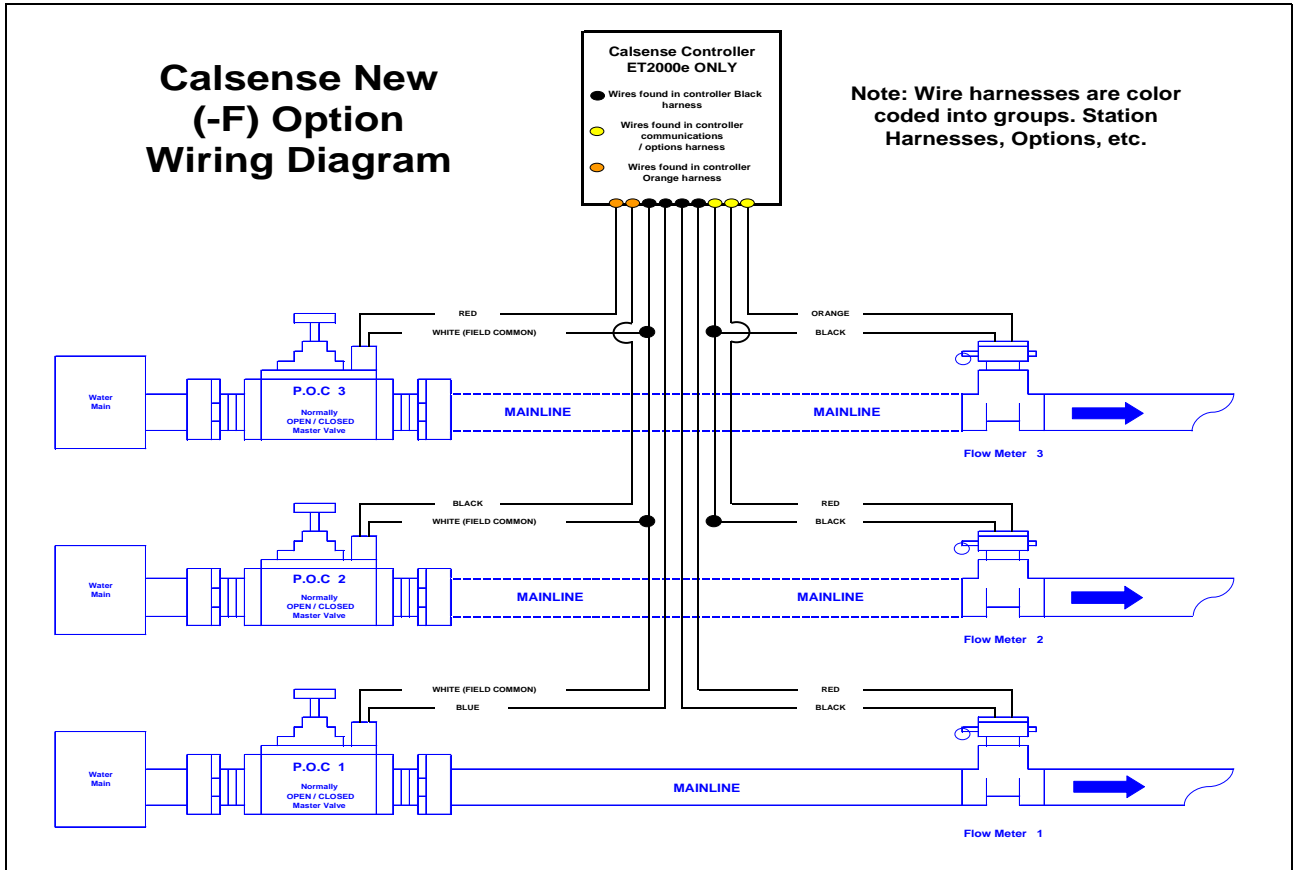 Calsense New
(-F) Option
Wiring Diagram
Calsense Controller
ET2000e ONLY
Wires found in controller Black
harness
Wires found in controller
communications
/ options harness
Wires found in controller
Orange harness
Note: Wire harnesses are color
coded into groups. Station
Harnesses, Options, etc.
RED
WHITE (FIELD COMMON)
ORANGE
BLACK
Water
Main
P.O.C 3
Normally
OPEN / CLOSED
Master Valve
MAINLINE
MAINLINE
Flow Meter 3
BLACK
WHITE (FIELD COMMON)
RED
BLACK
Water
Main
P.O.C 2
Normally
OPEN / CLOSED
Master Valve
MAINLINE
MAINLINE
Flow Meter 2
WHITE (FIELD COMMON)
BLUE
RED
BLACK
Water
Main
P.O.C 1
Normally
OPEN / CLOSED
Master Valve
MAINLINE
Flow Meter 1